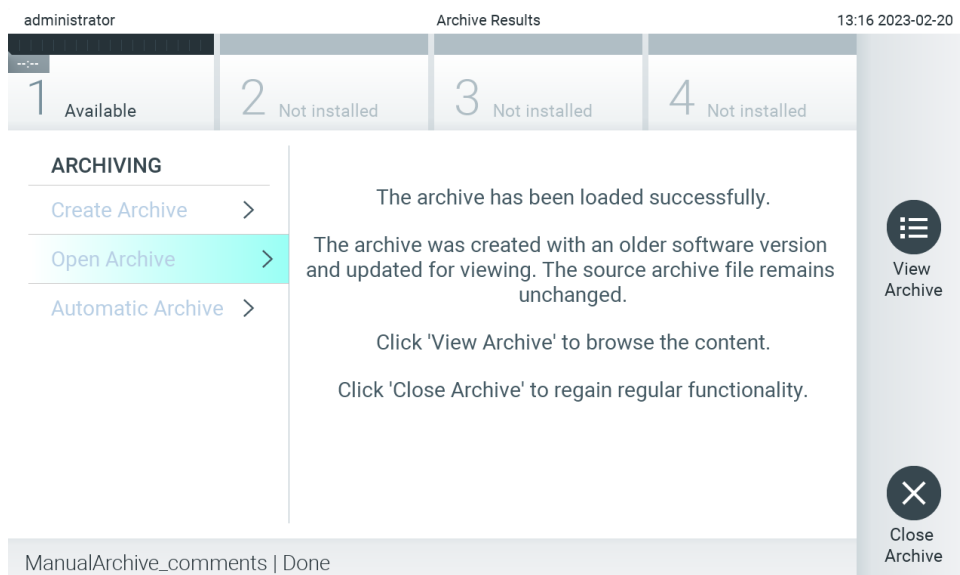 administrator
Archive Results
13:16 2023-02-20
--:--
1 Available
2 Not installed
3 Not installed
4 Not installed
ARCHIVING
Create Archive
Open Archive
Automatic Archive
The archive has been loaded successfully.
The archive was created with an older software version
and updated for viewing. The source archive file remains
unchanged.
Click 'View Archive' to browse the content.
Click 'Close Archive' to regain regular functionality.
View
Archive
Close
Archive
ManualArchive_comments | Done